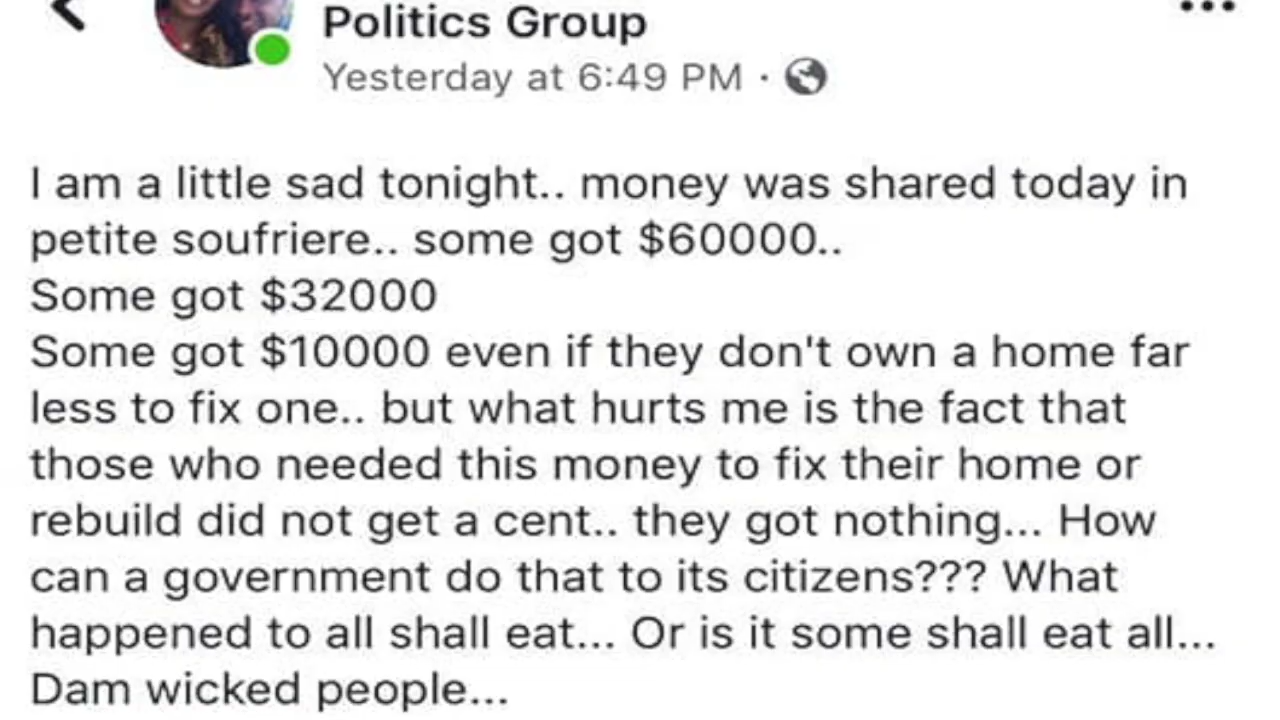 Politics Group
Yesterday at 6:49 PM ·
I am a little sad tonight.. money was shared today in
petite soufriere.. some got $60000..
Some got $32000
Some got $10000 even if they don't own a home far
less to fix one.. but what hurts me is the fact that
those who needed this money to fix their home or
rebuild did not get a cent.. they got nothing... How
can a government do that to its citizens??? What
happened to all shall eat... Or is it some shall eat all...
Dam wicked people...